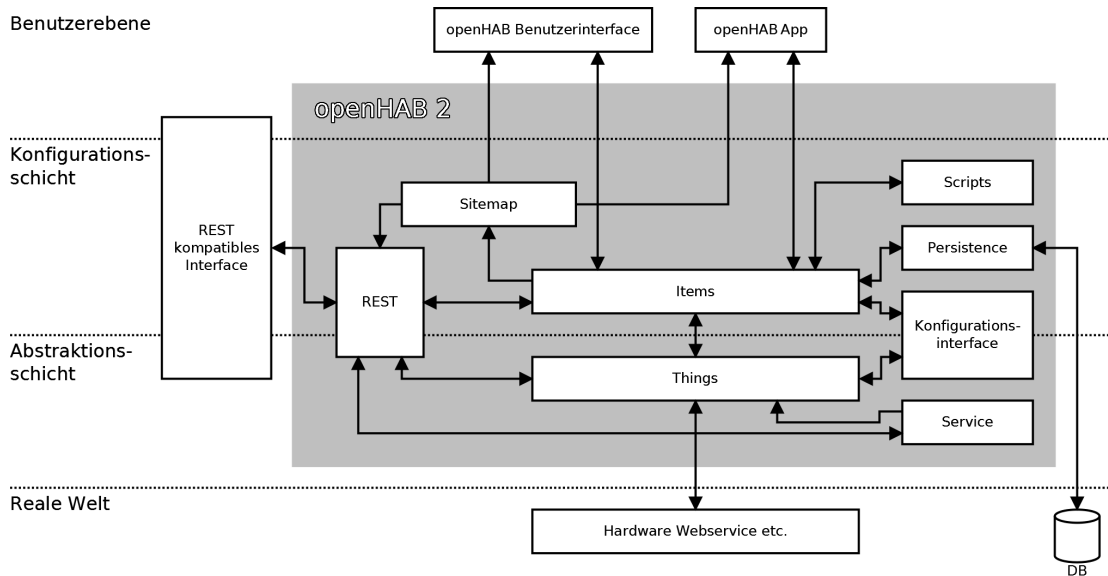 Benutzerebene
openHAB Benutzerinterface
openHAB App
openHAB 2
Konfigurations-
schicht
Scripts
Sitemap
REST
kompatibles
Interface
Persistence
REST
Items
Konfigurations-
interface
Abstraktions-
schicht
Things
Service
Reale Welt
Hardware Webservice etc.
DB